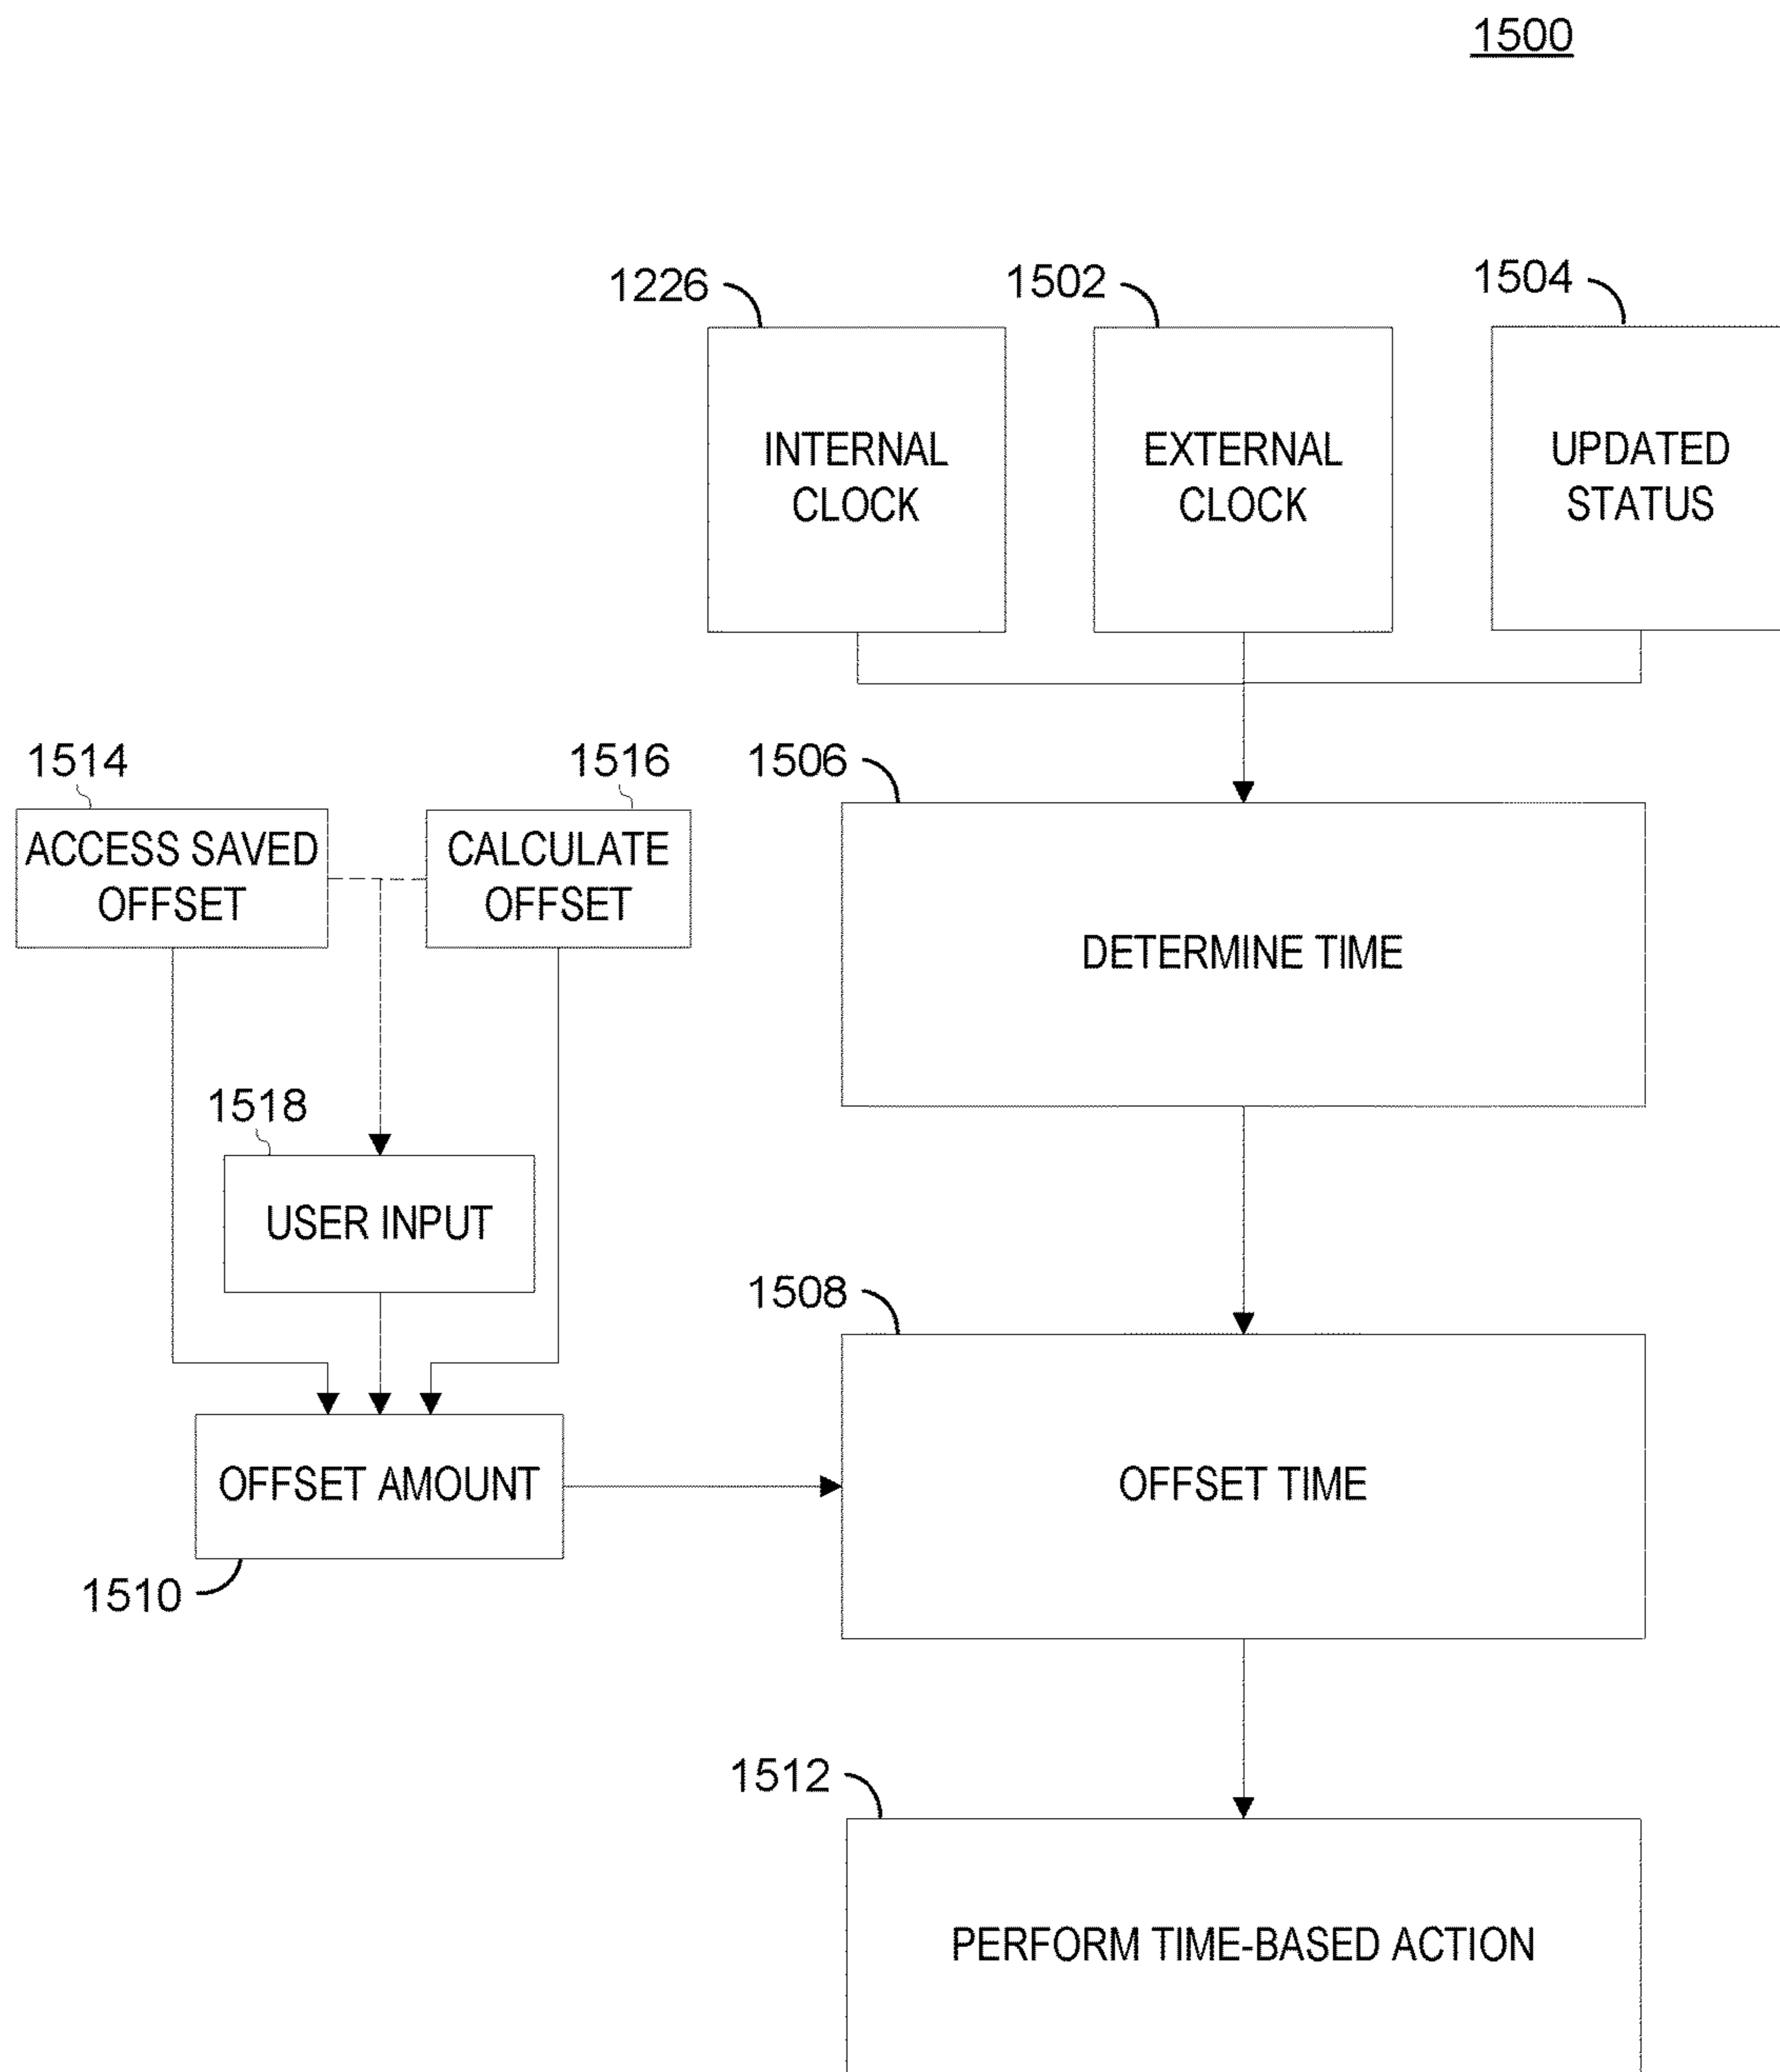 1500
1226
1502
1504
INTERNAL
CLOCK
EXTERNAL
CLOCK
UPDATED
STATUS
1514
1516
1506
ACCESS SAVED
OFFSET
CALCULATE
OFFSET
DETERMINE TIME
1518
USER INPUT
1508
OFFSET AMOUNT
OFFSET TIME
1510
1512
PERFORM TIME-BASED ACTION